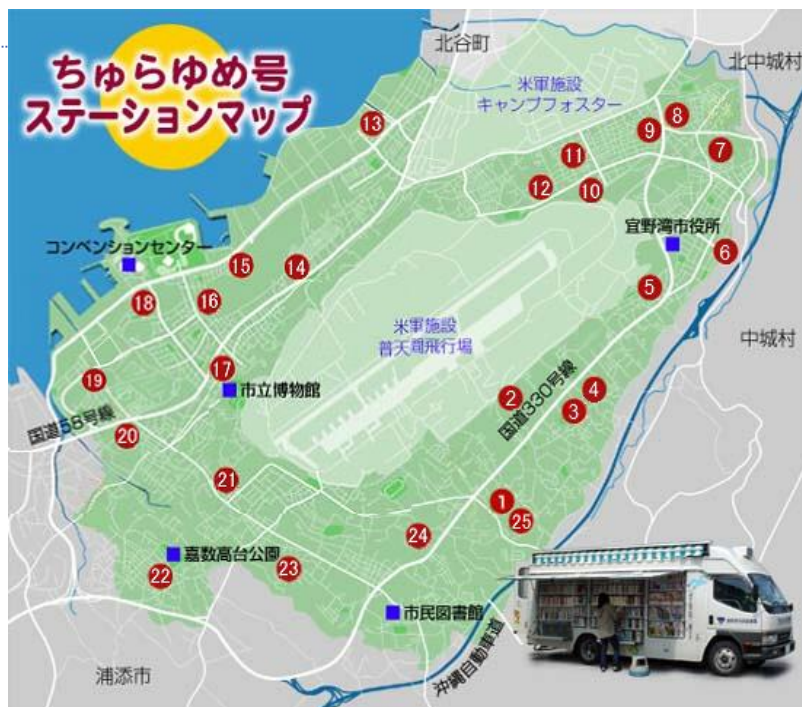 ちゅらゆめ号
ステーションマップ
北谷町
北中城村
米軍施設
キャンプフォスター
13
8
9
7
11
12
10
宜野湾市役所
コンベンションセンター
6
15
14
5
18
16
米軍施設
普天間飛行場
中城村
17
市立博物館
19
2
4
3
国道330号線
国道58号線
20
21
1
25
24
嘉数高台公園
22
23
市民図書館
沖縄自動車道
浦添市